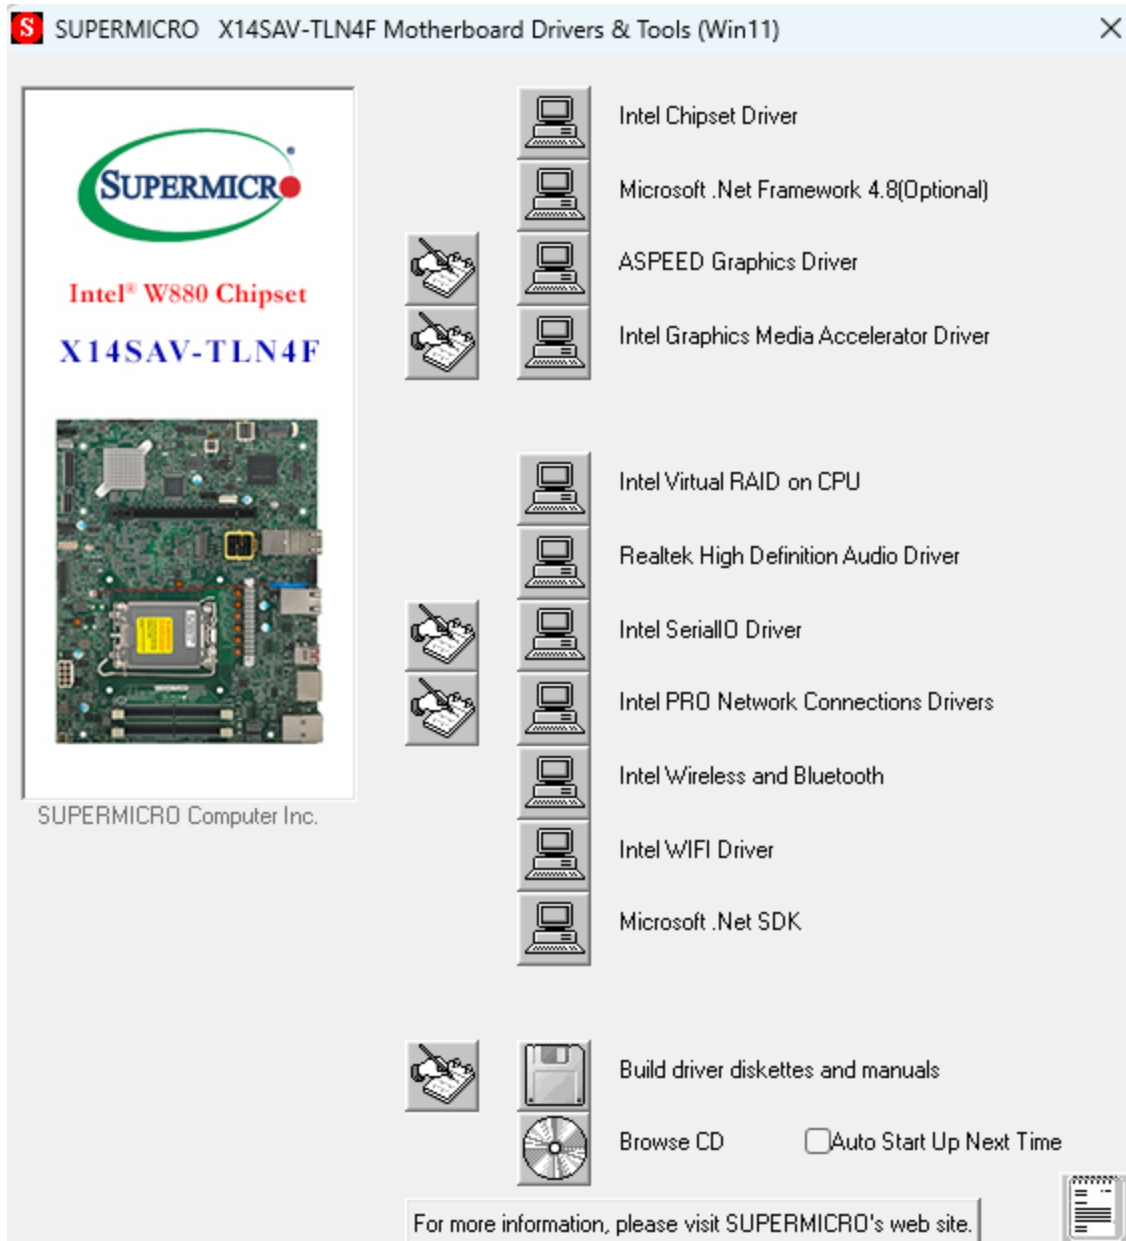 S SUPERMICRO X14SAV-TLN4F Motherboard Drivers & Tools (Win11)
SUPERMICR
Intel® W880 Chipset
X14SAV-TLN4F
SUPERMICRO Computer Inc.
Intel Chipset Driver
Microsoft .Net Framework 4.8(Optional)
ASPEED Graphics Driver
Intel Graphics Media Accelerator Driver
Intel Virtual RAID on CPU
Realtek High Definition Audio Driver
Intel SerialIO Driver
Intel PRO Network Connections Drivers
Intel Wireless and Bluetooth
Intel WIFI Driver
Microsoft .Net SDK
Build driver diskettes and manuals
Browse CD Auto Start Up Next Time
For more information, please visit SUPERMICRO's web site.